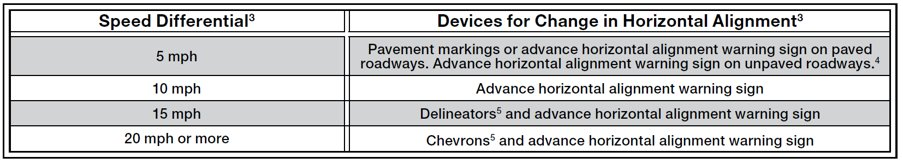 Speed Differential³ Devices for Change in Horizontal Alignment³
5 mph Pavement markings or advance horizontal alignment warning sign on paved
roadways. Advance horizontal alignment warning sign on unpaved roadways.⁴
10 mph Advance horizontal alignment warning sign
15 mph Delineators⁵ and advance horizontal alignment warning sign
20 mph or more Chevrons⁵ and advance horizontal alignment warning sign